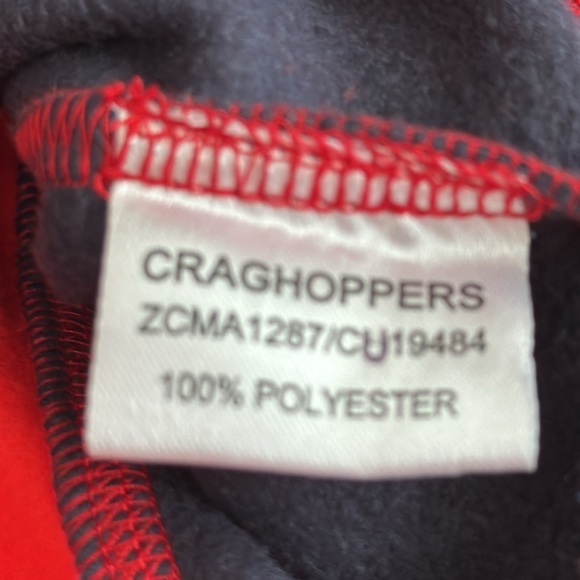 CRAGHOPPERS
ZCMA1287/CU19484
100% POLYESTER